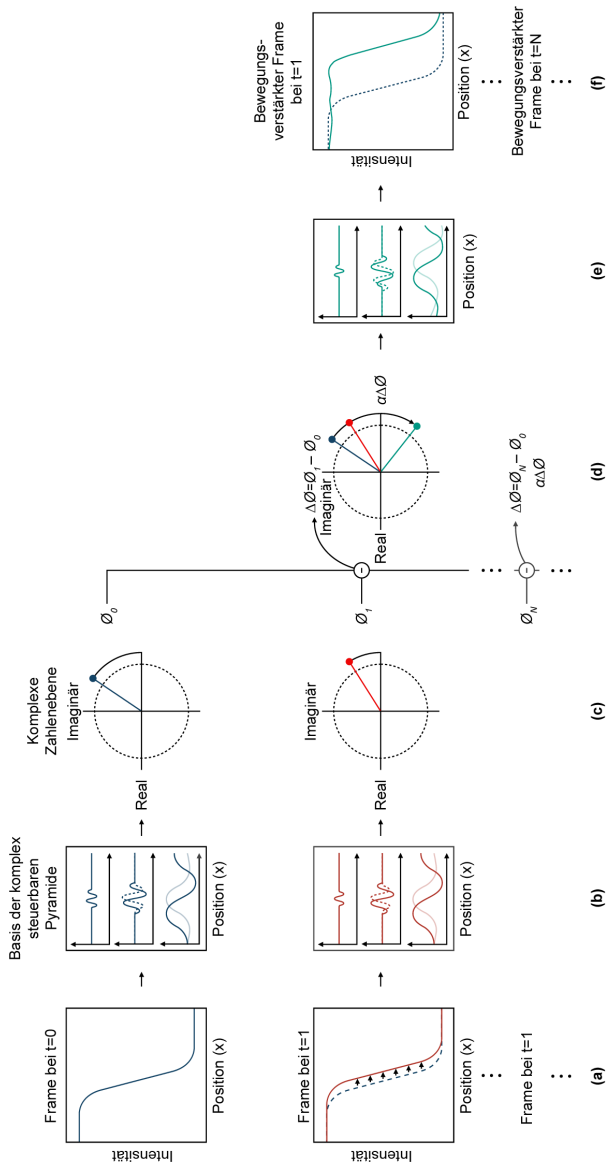 Frame bei t=0
Intensität
Position (x)
Basis der komplex
steuerbaren
Pyramide
Position (x)
Komplexe
Zahlenebene
Imaginär
Real
Ø0
Frame bei t=1
Intensität
Position (x)
Frame bei t=1
Position (x)
Imaginär
Real
Ø1
-
ΔØ=Ø1 – Ø0
Imaginär
Real
αΔØ
ØN
-
ΔØ=ØN – Ø0
αΔØ
Position (x)
Bewegungs-
verstärkter Frame
bei t=1
Intensität
Position (x)
Bewegungsverstärkter
Frame bei t=N
(a)
(b)
(c)
(d)
(e)
(f)